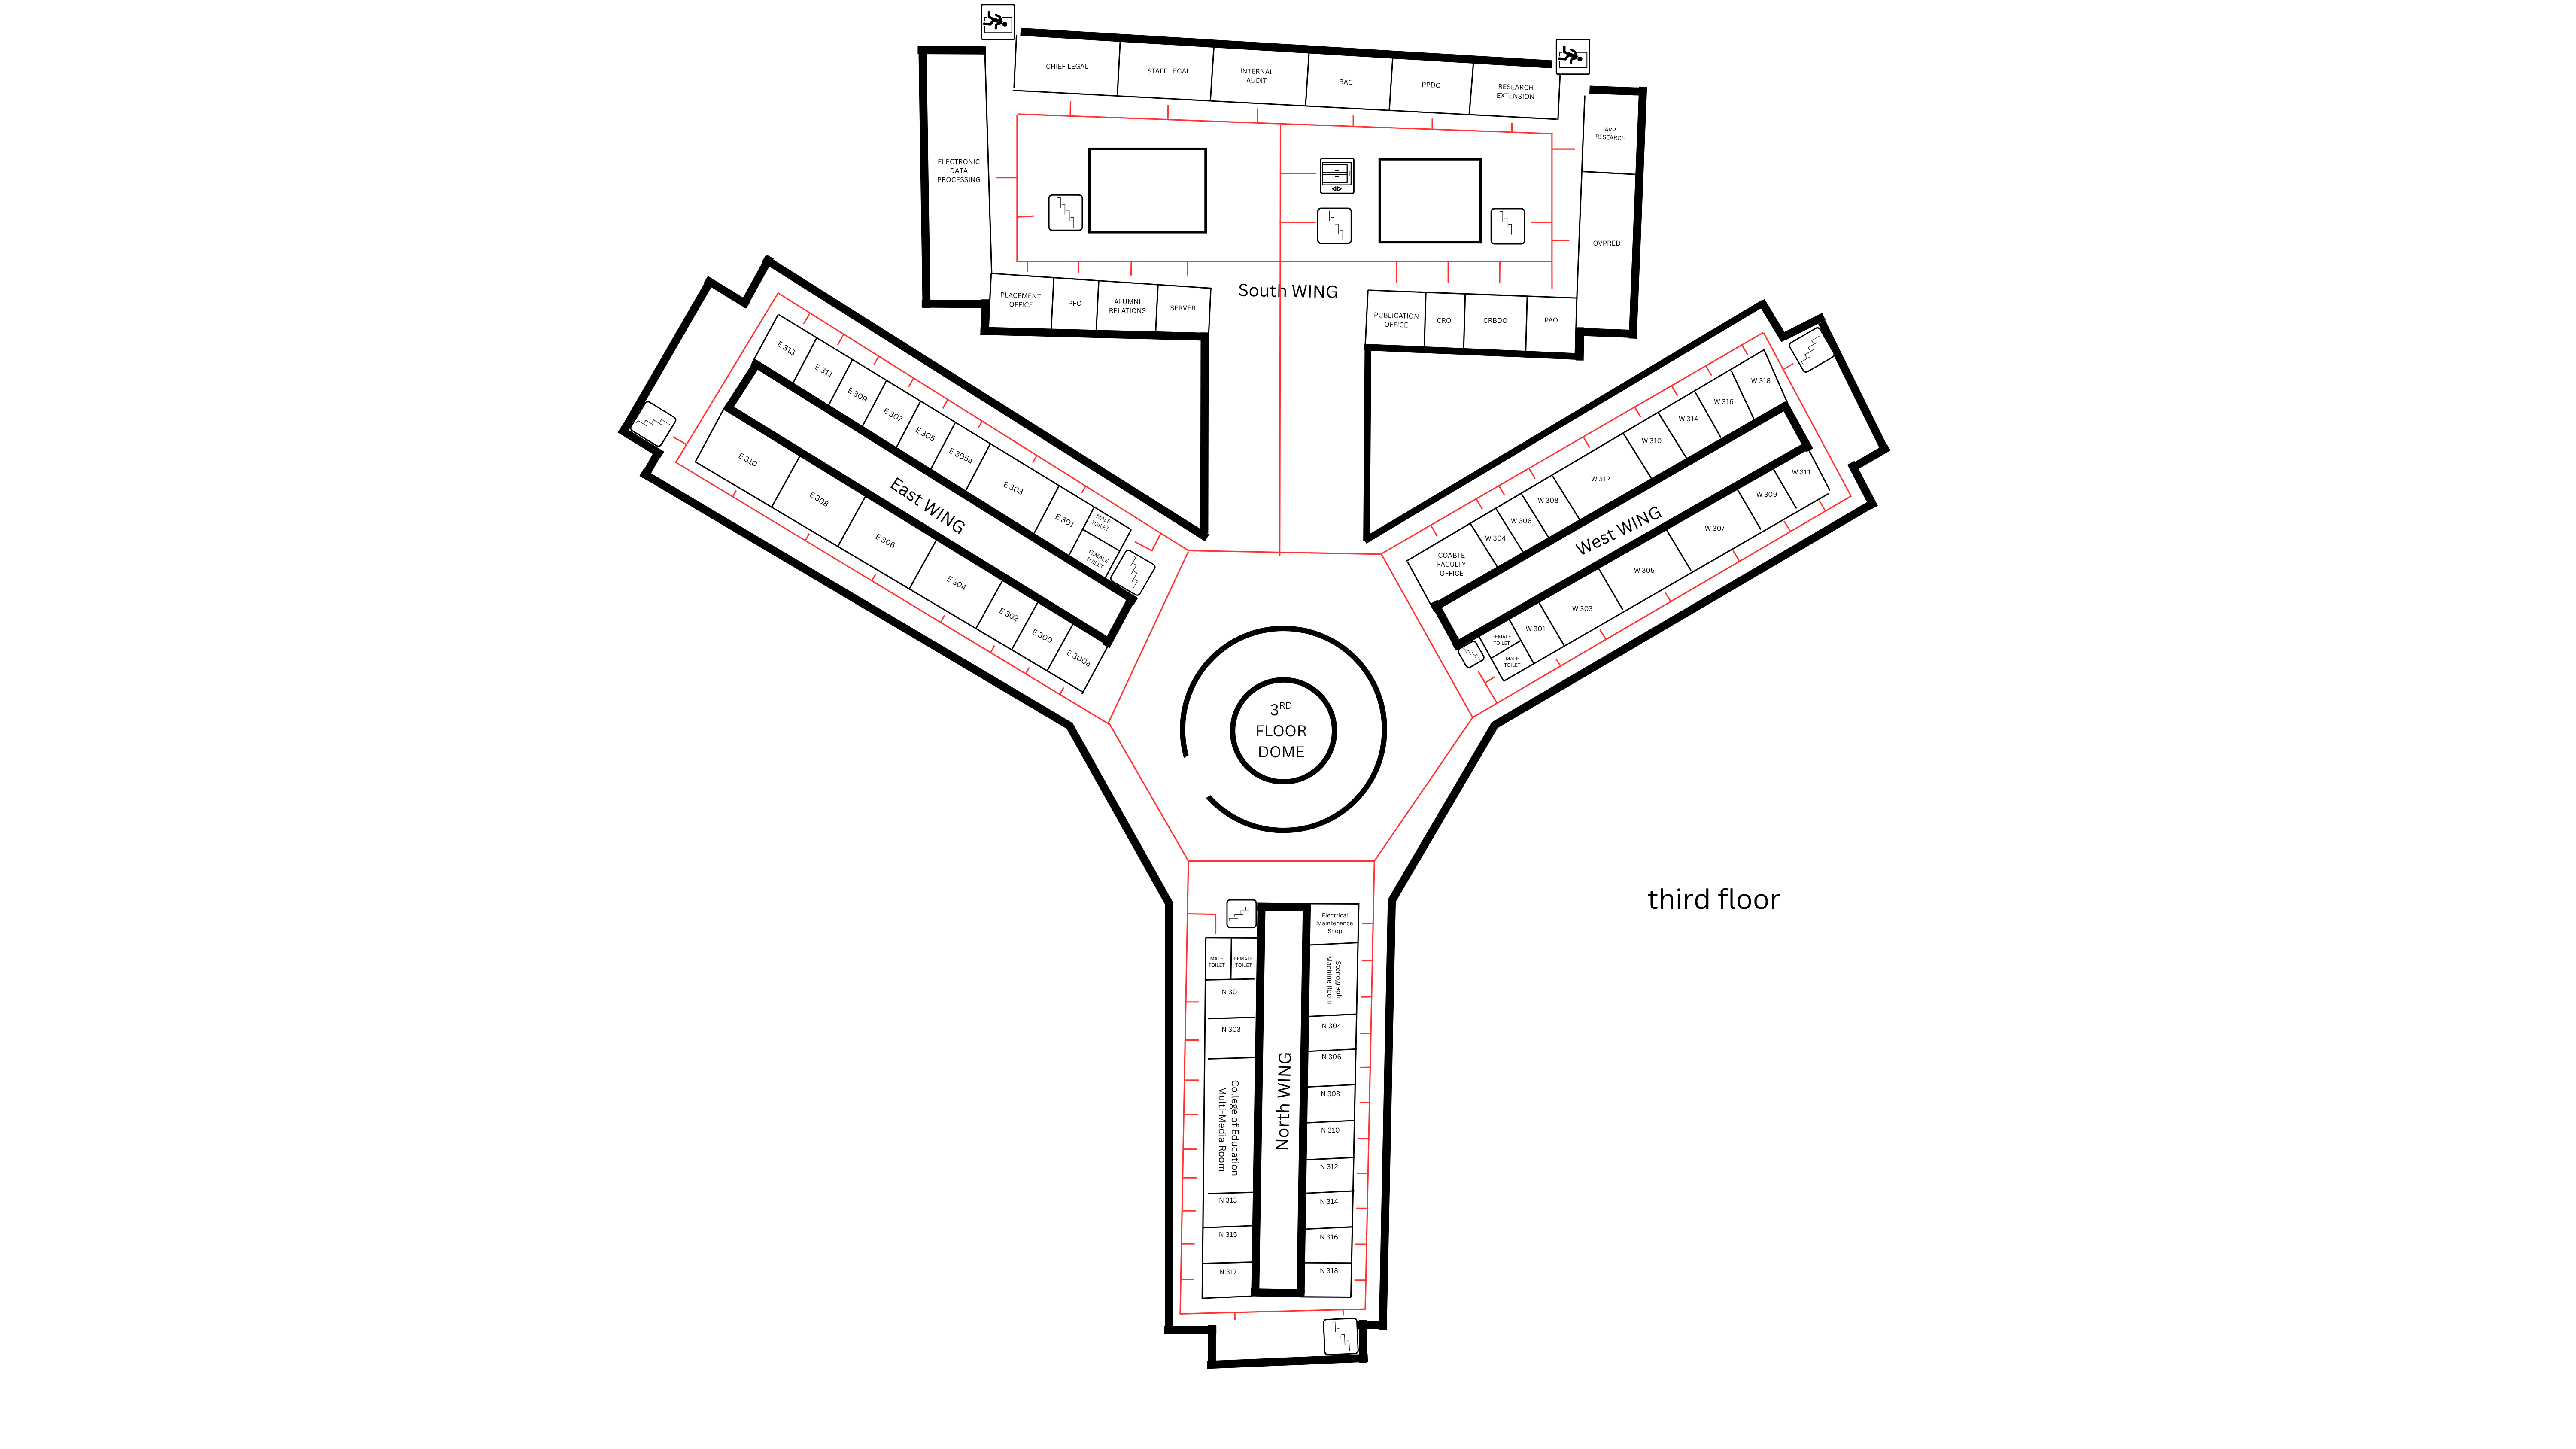 CHIEF LEGAL
STAFF LEGAL
INTERNAL
AUDIT
BAC
PPDO
RESEARCH
EXTENSION
AVP
RESEARCH
ELECTRONIC
DATA
PROCESSING
OVPRED
PLACEMENT
OFFICE
PFO
ALUMNI
RELATIONS
SERVER
South WING
PUBLICATION
OFFICE
CRO
CRBDO
PAO
E 313
E 311
E 309
E 307
E 305
E 305a
E 303
E 301
MALE
TOILET
FEMALE
TOILET
East WING
E 310
E 308
E 306
E 304
E 302
E 300
E 300a
W 318
W 316
W 314
W 310
W 312
W 308
W 306
W 304
COABTE
FACULTY
OFFICE
West WING
W 311
W 309
W 307
W 305
W 303
W 301
FEMALE
TOILET
MALE
TOILET
3RD
FLOOR
DOME
third floor
MALE
TOILET
FEMALE
TOILET
N 301
N 303
College of Education
Multi-Media Room
N 313
N 315
N 317
North WING
Electrical
Maintenance
Shop
Stenograph
Machine Room
N 304
N 306
N 308
N 310
N 312
N 314
N 316
N 318